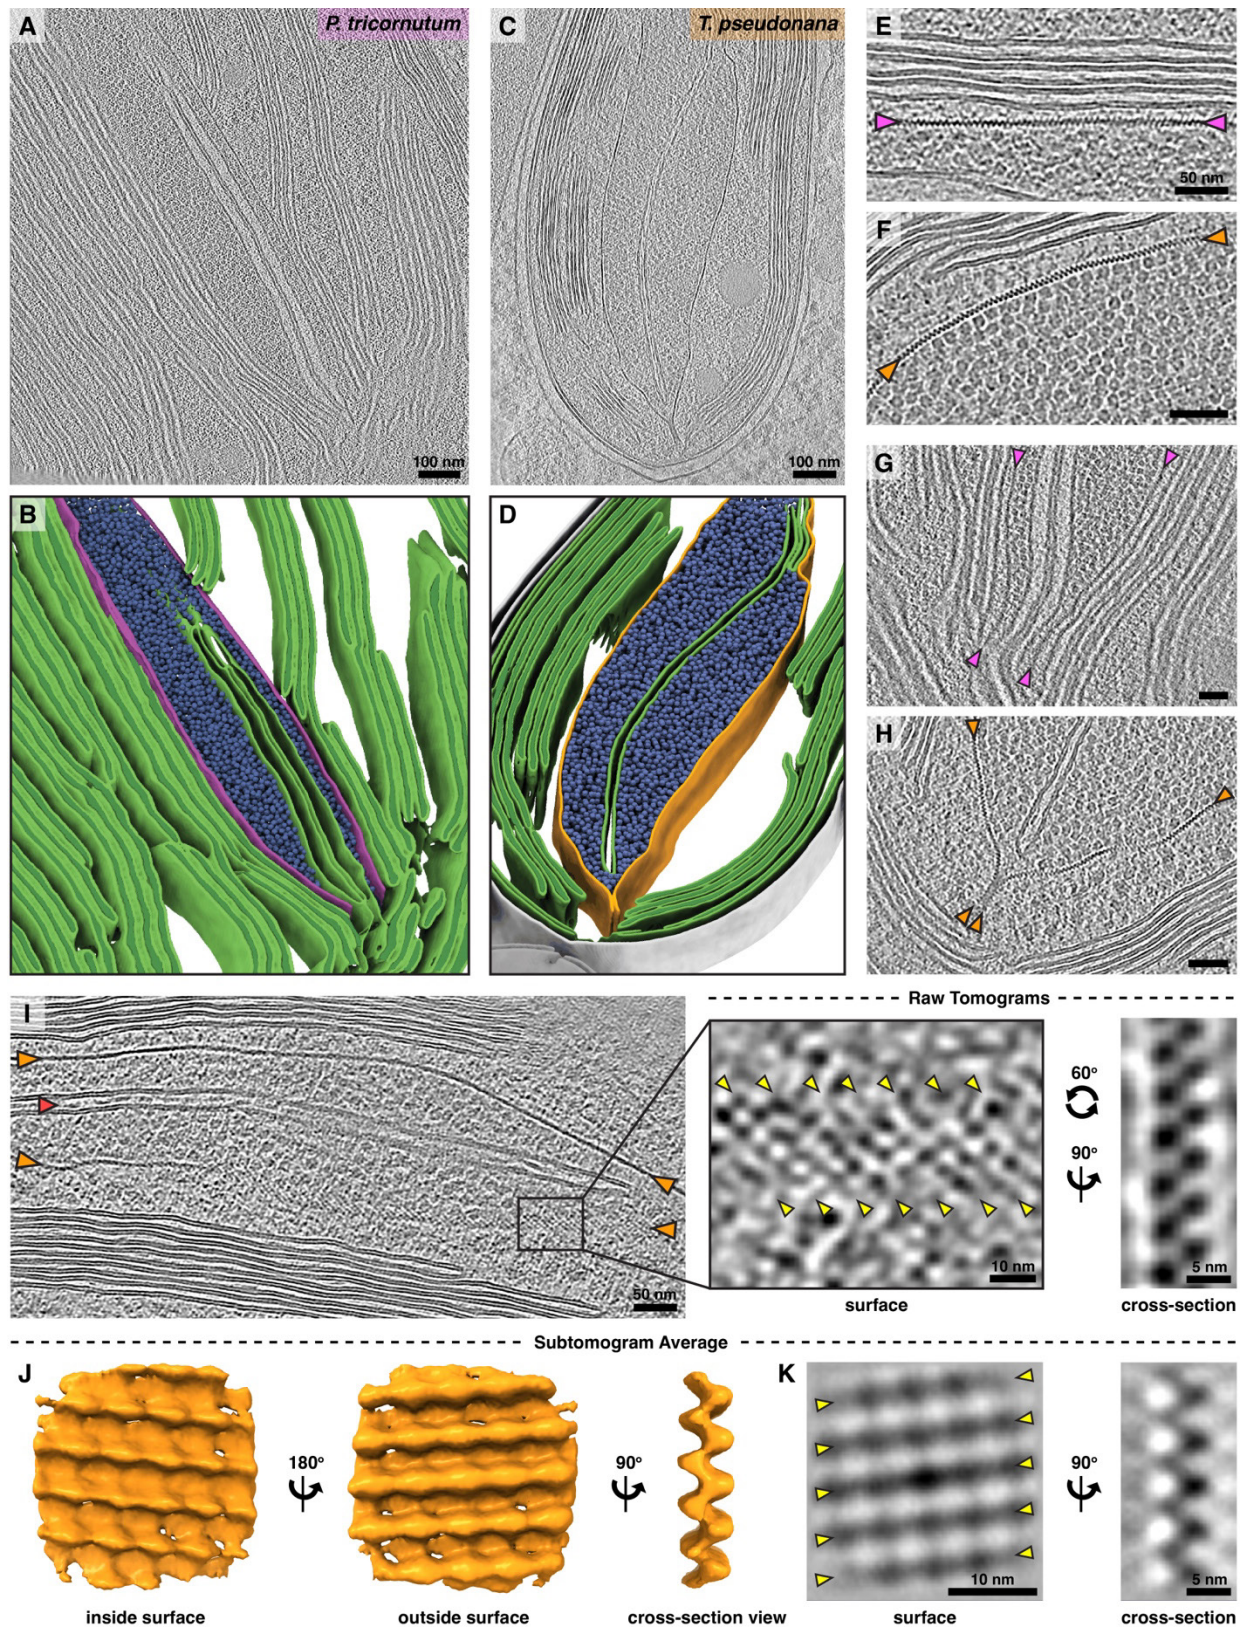 A
P. tricornutum
C
T. pseudonana
E
50 nm
F
100 nm
100 nm
B
D
G
H
Raw Tomograms
I
50 nm
10 nm
60°
90°
5 nm
surface
cross-section
Subtomogram Average
J
180°
90°
K
10 nm
90°
5 nm
inside surface
outside surface
cross-section view
surface
cross-section